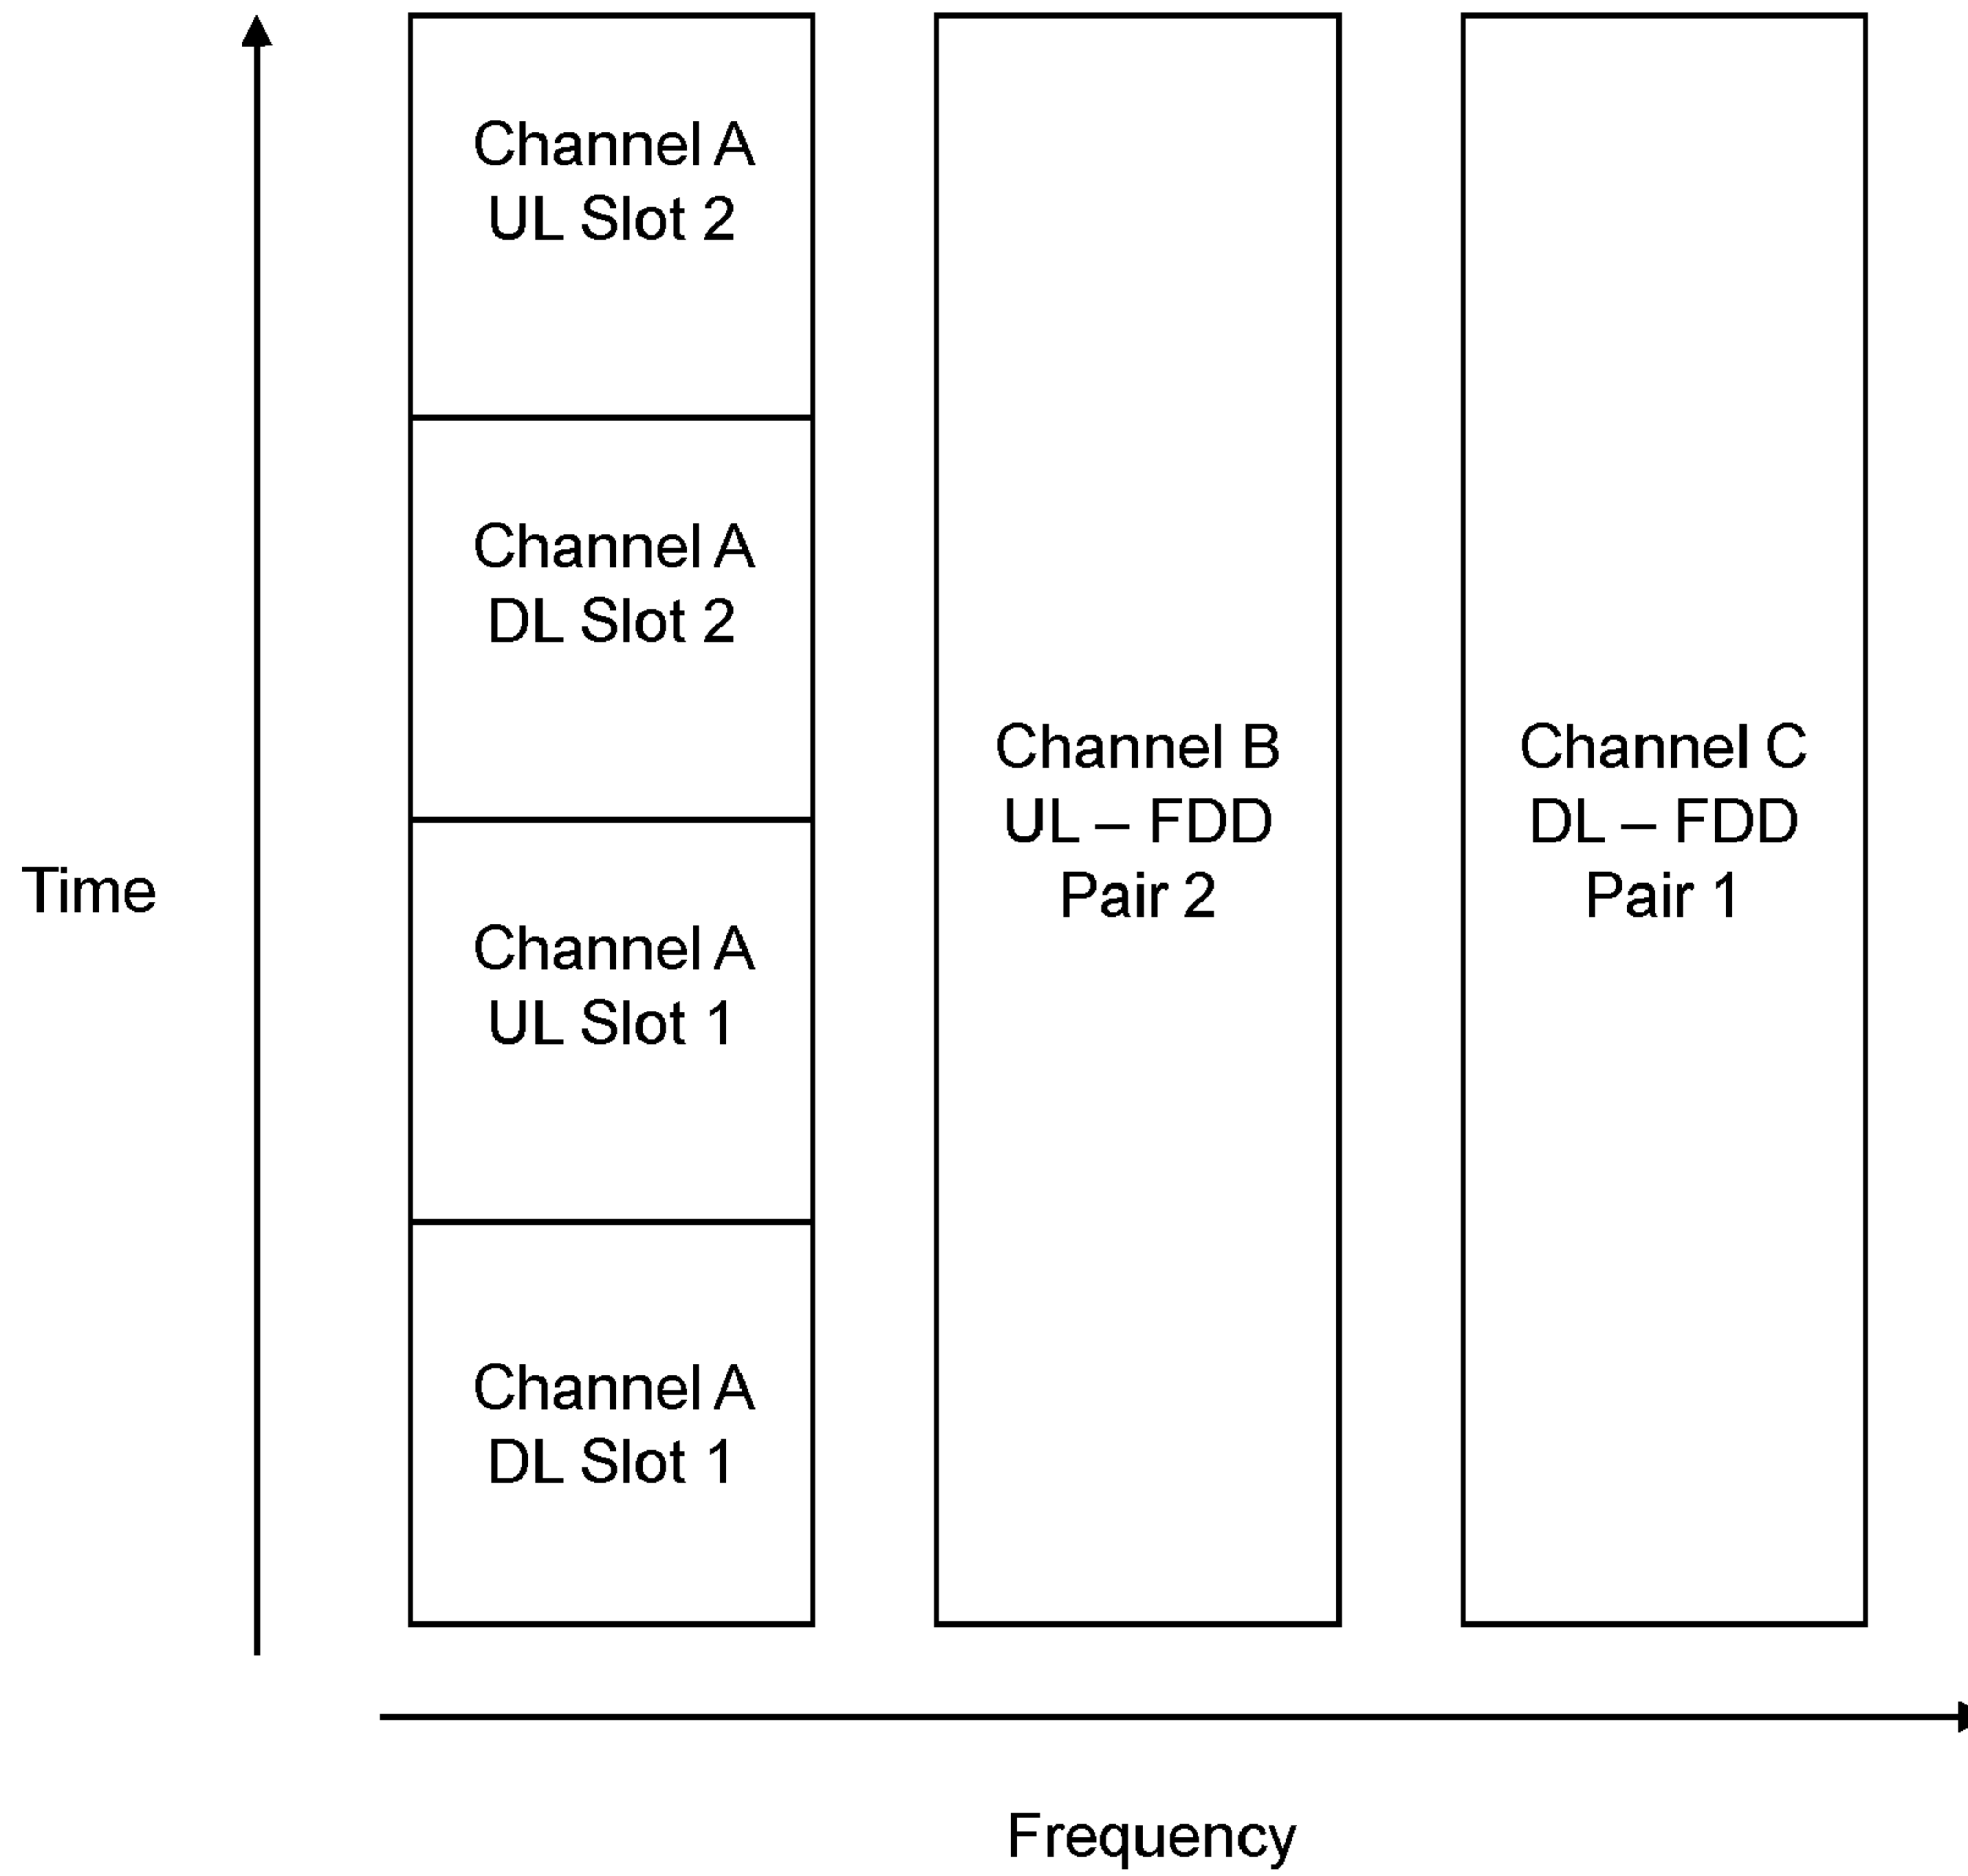 Channel A
UL Slot 2
Channel A
DL Slot 2
Channel A
UL Slot 1
Channel A
DL Slot 1
Channel B
UL – FDD
Pair 2
Channel C
DL – FDD
Pair 1
Time
Frequency